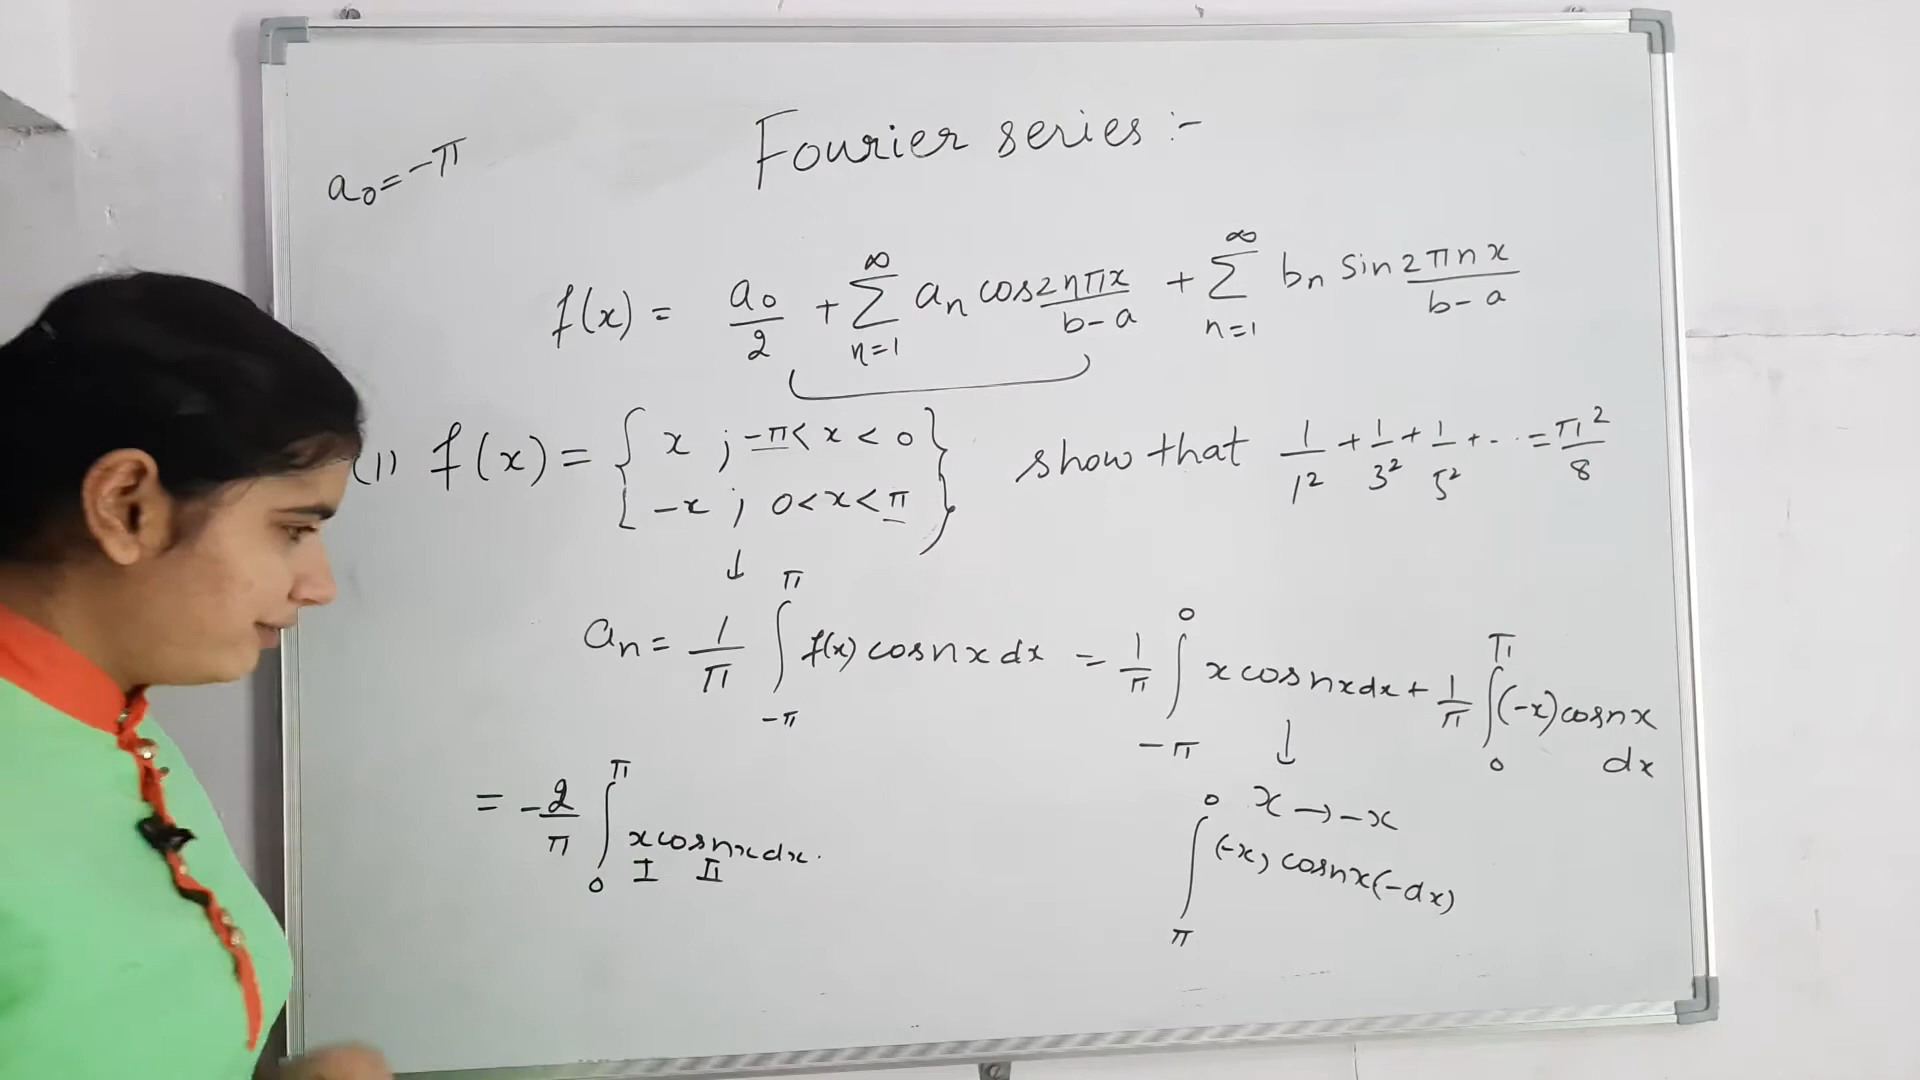 Fourier series :-
a₀ = -π
f(x) = a₀/2 + ∑_{n=1}^{∞} aₙ cos 2nπx/(b-a) + ∑_{n=1}^{∞} bₙ sin 2πnx/(b-a)
(1) f(x) = { x ; -π < x < 0
-x ; 0 < x < π } show that 1/1² + 1/3² + 1/5² + ... = π²/8
↓
aₙ = 1/π ∫_{-π}^{π} f(x) cos nx dx = 1/π ∫_{-π}^{0} x cos nx dx + 1/π ∫_{0}^{π} (-x) cos nx dx
↓
x → -x
= -2/π ∫_{0}^{π} x cos nx dx.
I II
∫_{π}^{0} (-x) cos nx (-dx)